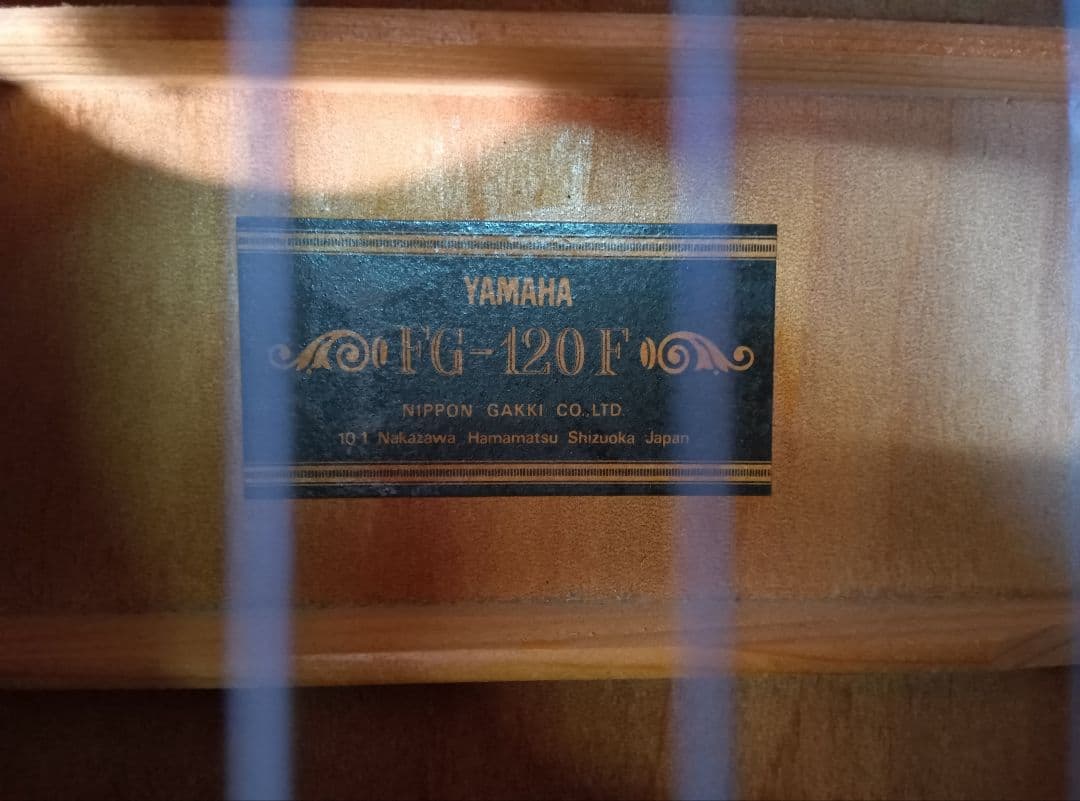 YAMAHA
FG-120F
NIPPON GAKKI CO.,LTD
10 1 Nakazawa Hamamatsu Shizuoka Japan